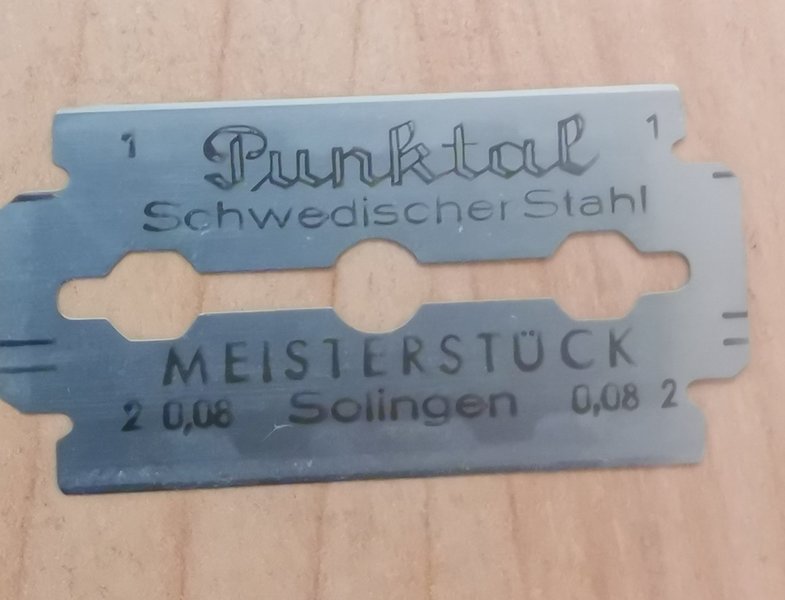 1 Punktal 1
Schwedischer Stahl
MEISTERSTÜCK
2 0,08 Solingen 0,08 2